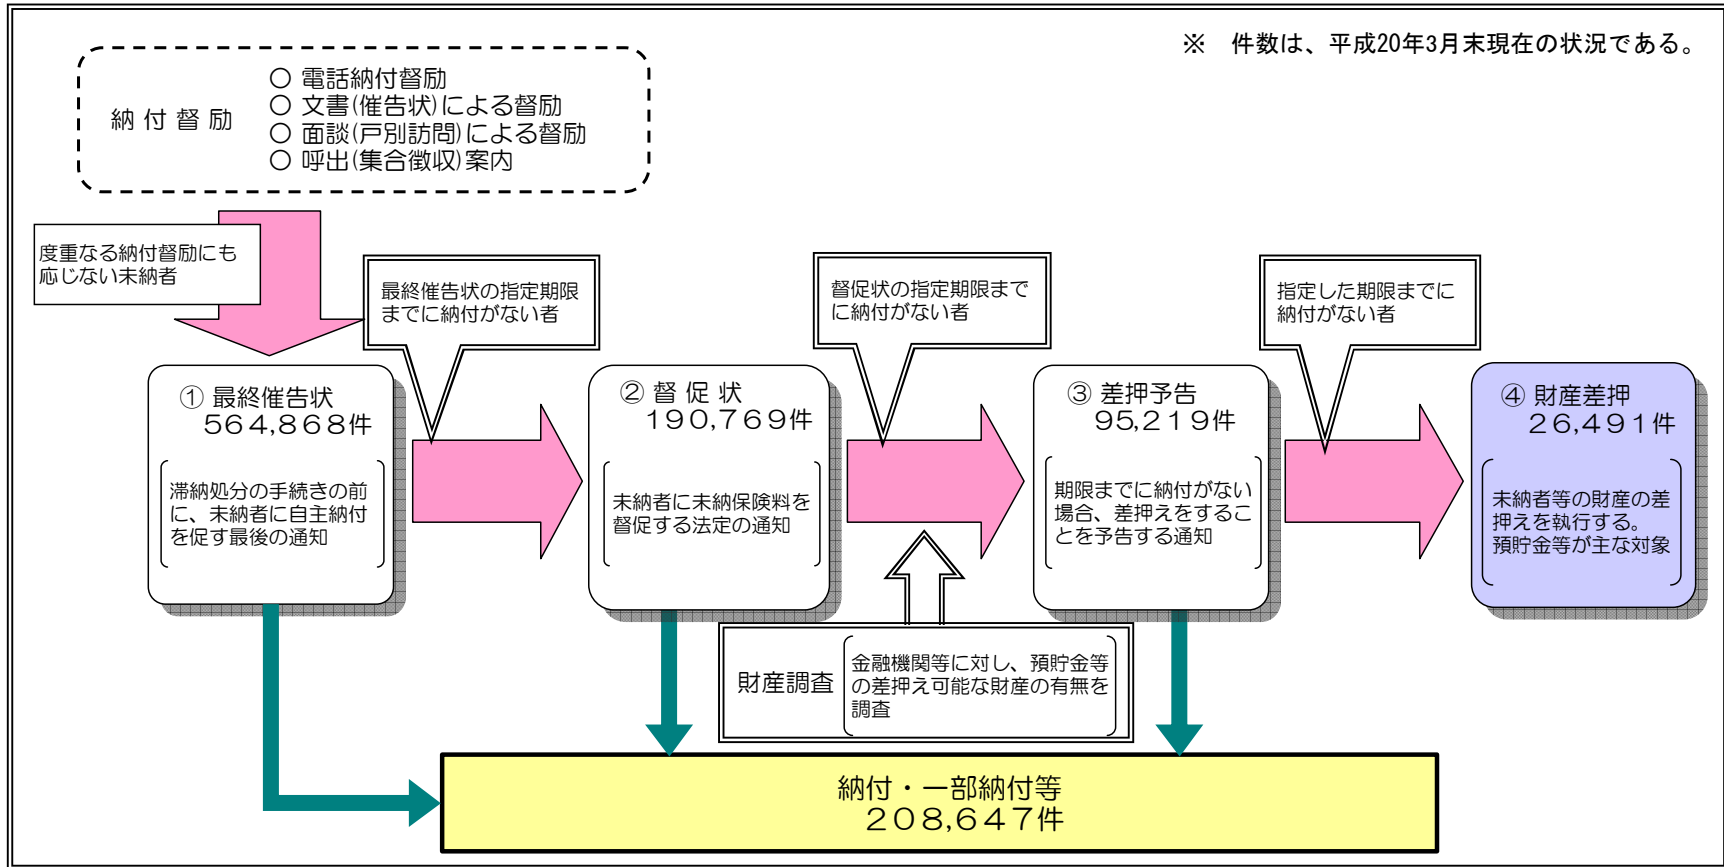 ※　件数は、平成20年3月末現在の状況である。
納 付 督 励
○ 電話納付督励
○ 文書(催告状)による督励
○ 面談(戸別訪問)による督励
○ 呼出(集合徴収)案内
度重なる納付督励にも
応じない未納者
最終催告状の指定期限
までに納付がない者
督促状の指定期限まで
に納付がない者
指定した期限までに
納付がない者
① 最終催告状
５６４,８６８件
滞納処分の手続きの前
に、未納者に自主納付
を促す最後の通知
② 督 促 状
１９０,７６９件
未納者に未納保険料を
督促する法定の通知
③ 差押予告
９５,２１９件
期限までに納付がない
場合、差押えをするこ
とを予告する通知
④ 財産差押
２６,４９１件
未納者等の財産の差
押えを執行する。
預貯金等が主な対象
財産調査
金融機関等に対し、預貯金等
の差押え可能な財産の有無を
調査
納付・一部納付等
２０８,６４７件